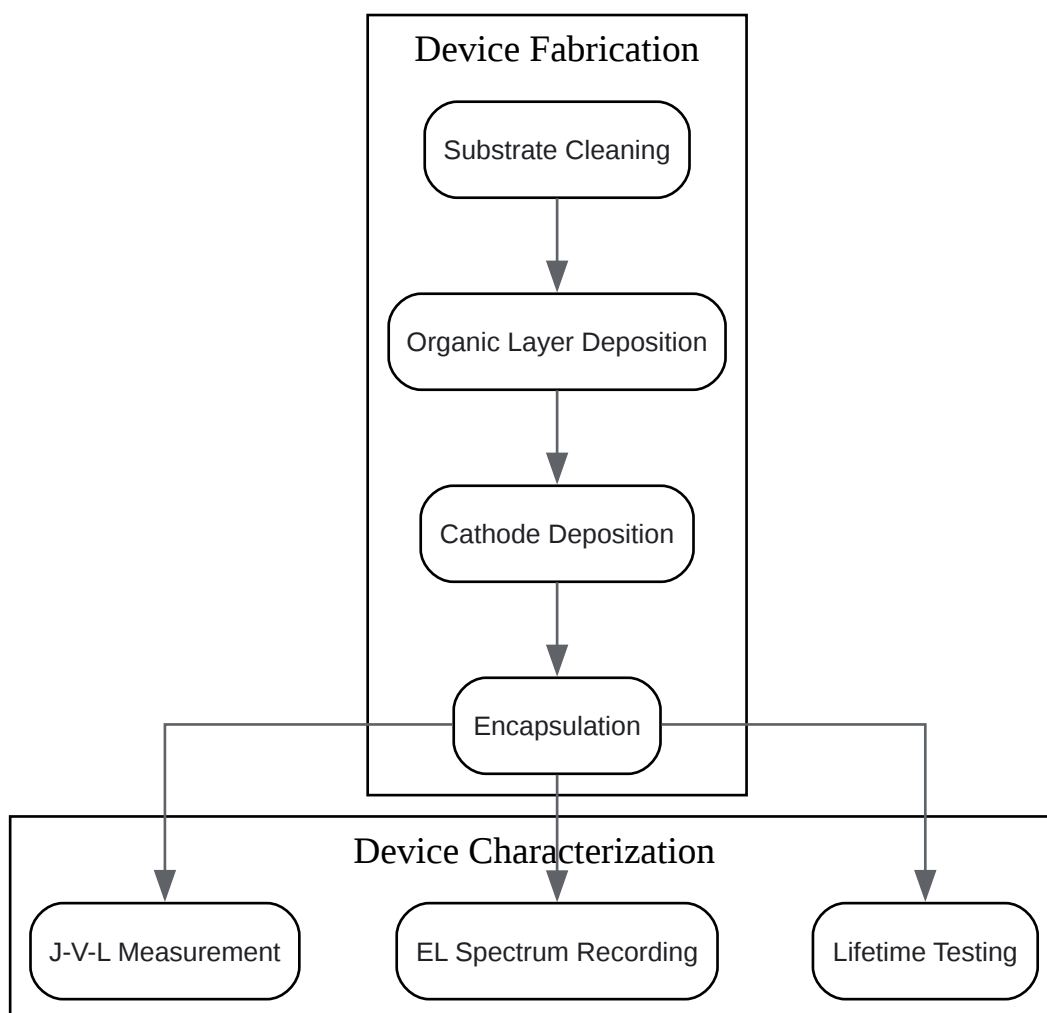 Device Fabrication
Substrate Cleaning
Organic Layer Deposition
Cathode Deposition
Encapsulation
Device Characterization
J-V-L Measurement
EL Spectrum Recording
Lifetime Testing